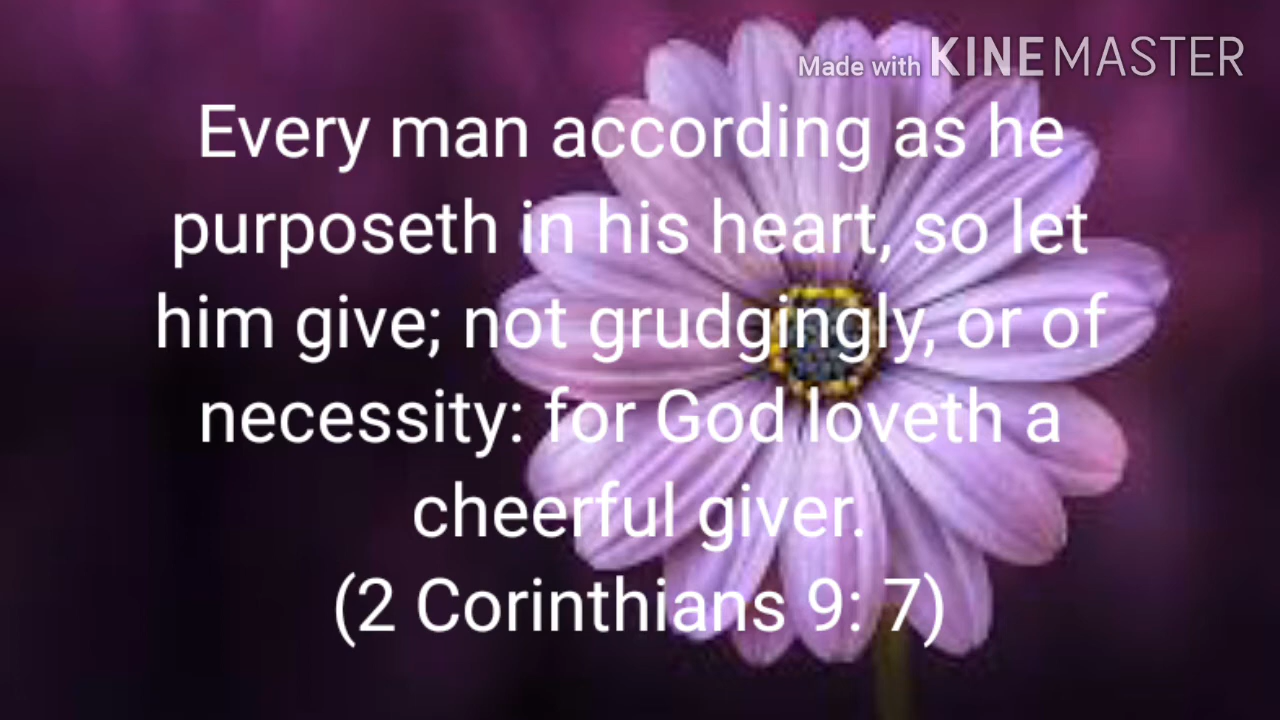 Made with KINEMASTER
Every man according as he
purposeth in his heart, so let
him give; not grudgingly, or of
necessity: for God loveth a
cheerful giver.
(2 Corinthians 9: 7)